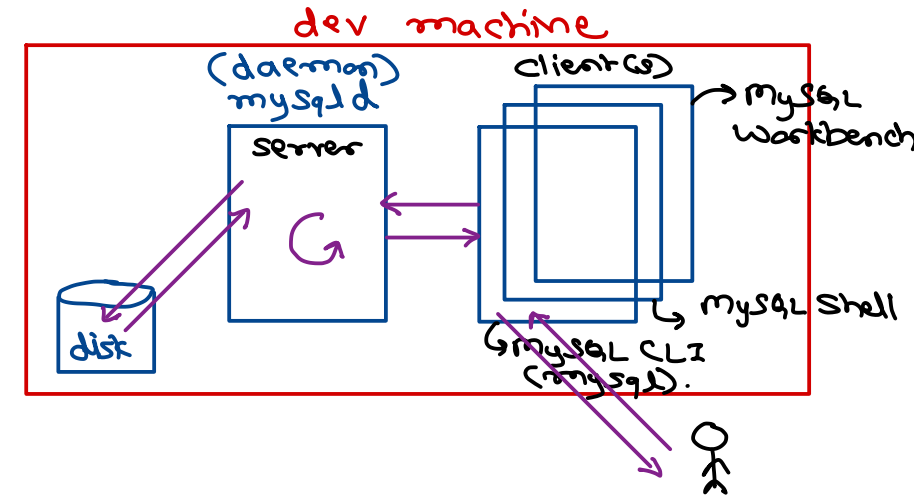 dev machine
(daemon)
mysqld
server
client(s)
MySQL
Workbench
disk
MySQL Shell
MySQL CLI
(mysql).